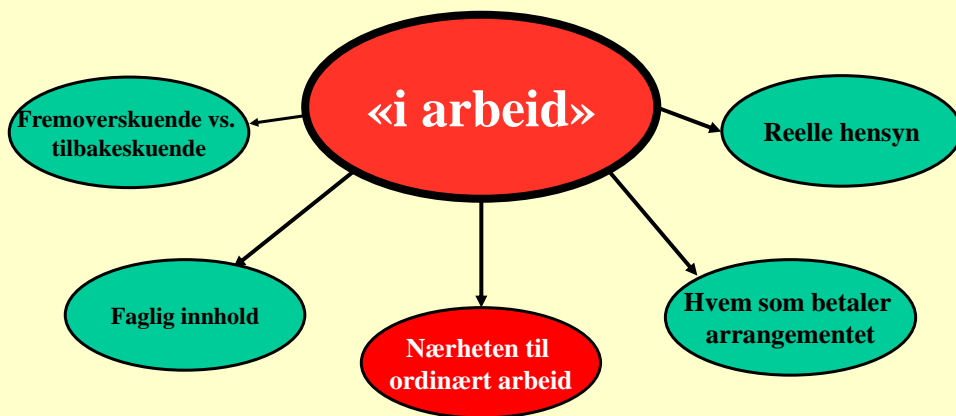 «i arbeid»
Fremoverskuende vs.
tilbakeskuende
Reelle hensyn
Faglig innhold
Hvem som betaler
arrangementet
Nærheten til
ordinært arbeid